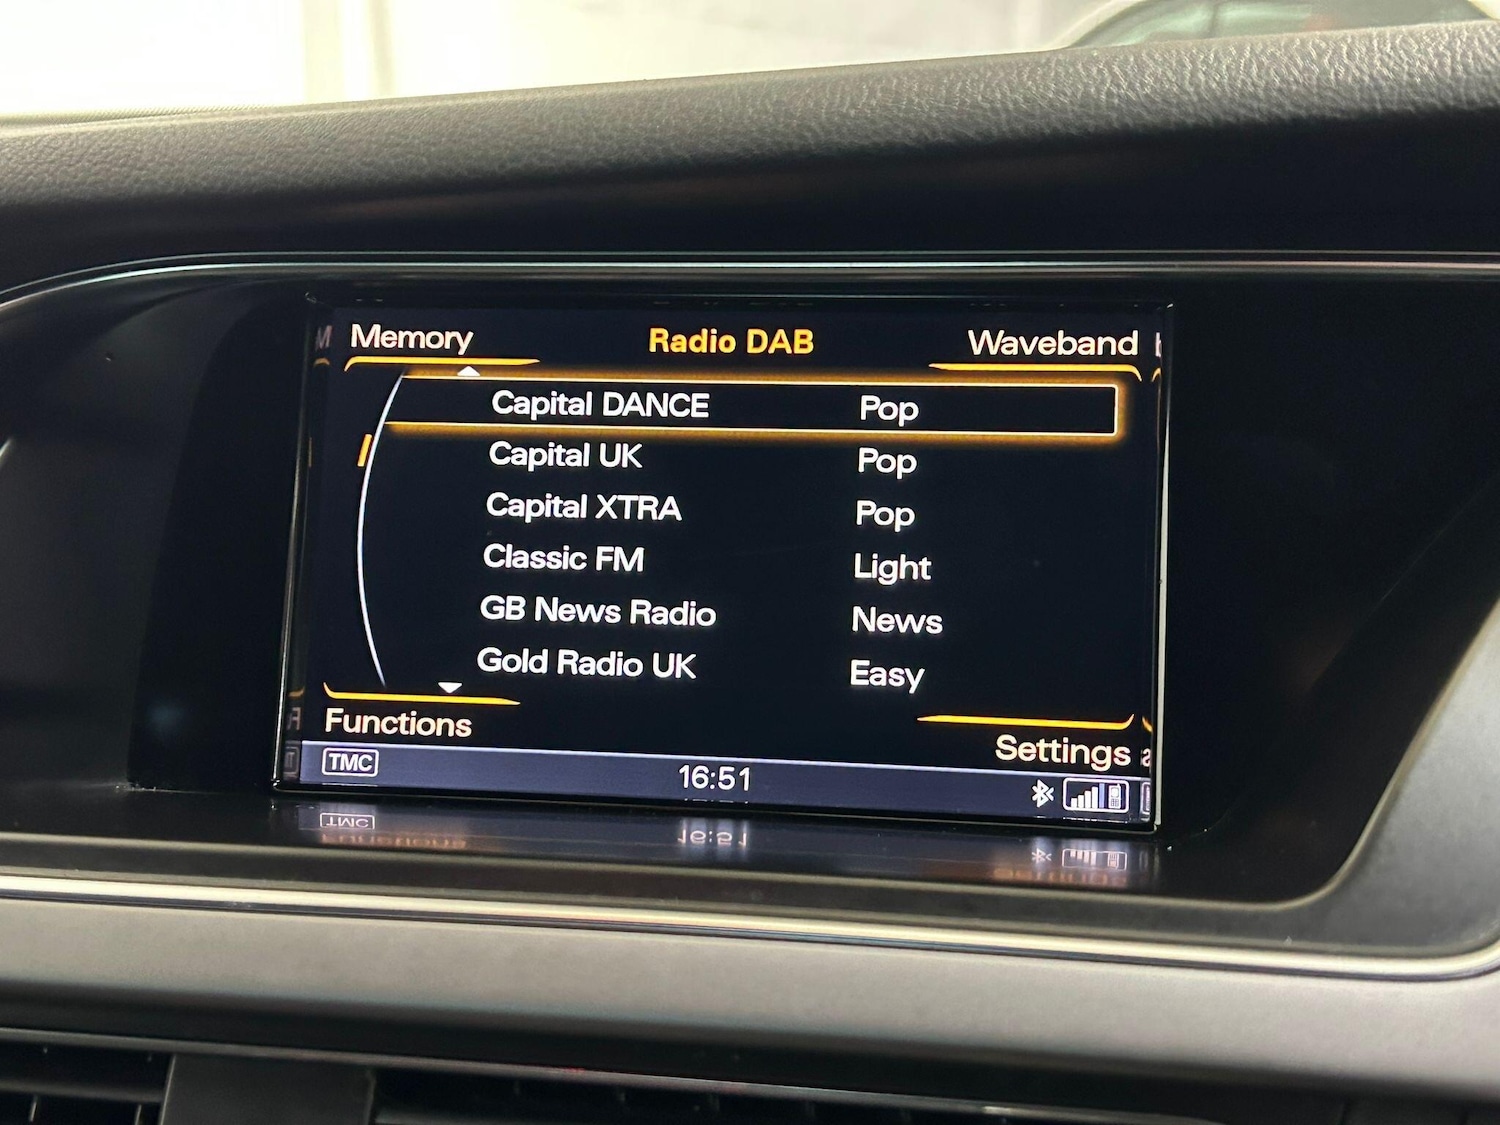 Memory Radio DAB Waveband
Capital DANCE Pop
Capital UK Pop
Capital XTRA Pop
Classic FM Light
GB News Radio News
Gold Radio UK Easy
Functions Settings
TMC 16:51